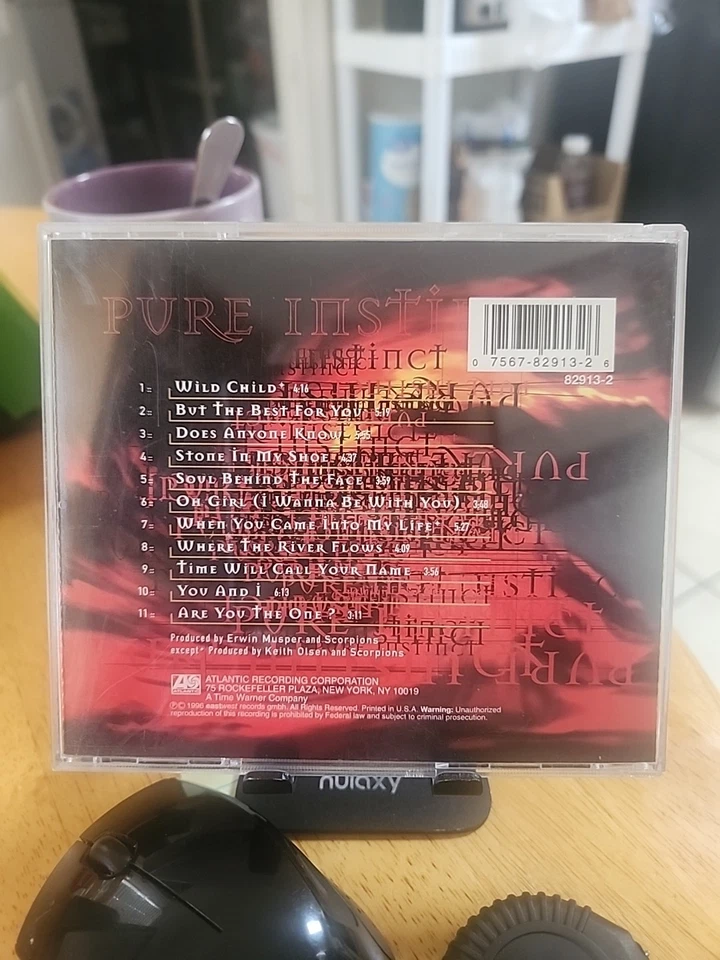 PURE INSTI
0 7567-82913-2 6
82913-2
instinct
1= WILD CHILD* 4:16
2= BUT THE BEST FOR YOU 5:19
3= DOES ANYONE KNOW 5:55
4= STONE IN MY SHOE 4:37
5= SOUL BEHIND THE FACE 3:59
6= OH GIRL (I WANNA BE WITH YOU) 3:48
7= WHEN YOU CAME INTO MY LIFE* 5:27
8= WHERE THE RIVER FLOWS 4:09
9= TIME WILL CALL YOUR NAME 3:56
10= YOU AND I 6:13
11= ARE YOU THE ONE? 3:11
Produced by Erwin Musper and Scorpions
except* Produced by Keith Olsen and Scorpions
ATLANTIC
ATLANTIC RECORDING CORPORATION
75 ROCKEFELLER PLAZA, NEW YORK, NY 10019
A Time Warner Company
℗© 1996 eastwest records gmbh. All Rights Reserved. Printed in U.S.A. Warning: Unauthorized
reproduction of this recording is prohibited by Federal law and subject to criminal prosecution.
nulaxy